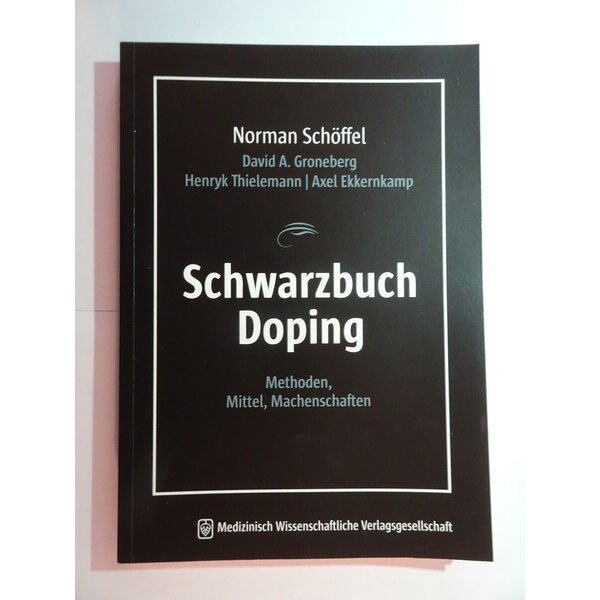 Norman Schöffel
David A. Groneberg
Henryk Thielemann | Axel Ekkernkamp
Schwarzbuch
Doping
Methoden,
Mittel, Machenschaften
Medizinisch Wissenschaftliche Verlagsgesellschaft